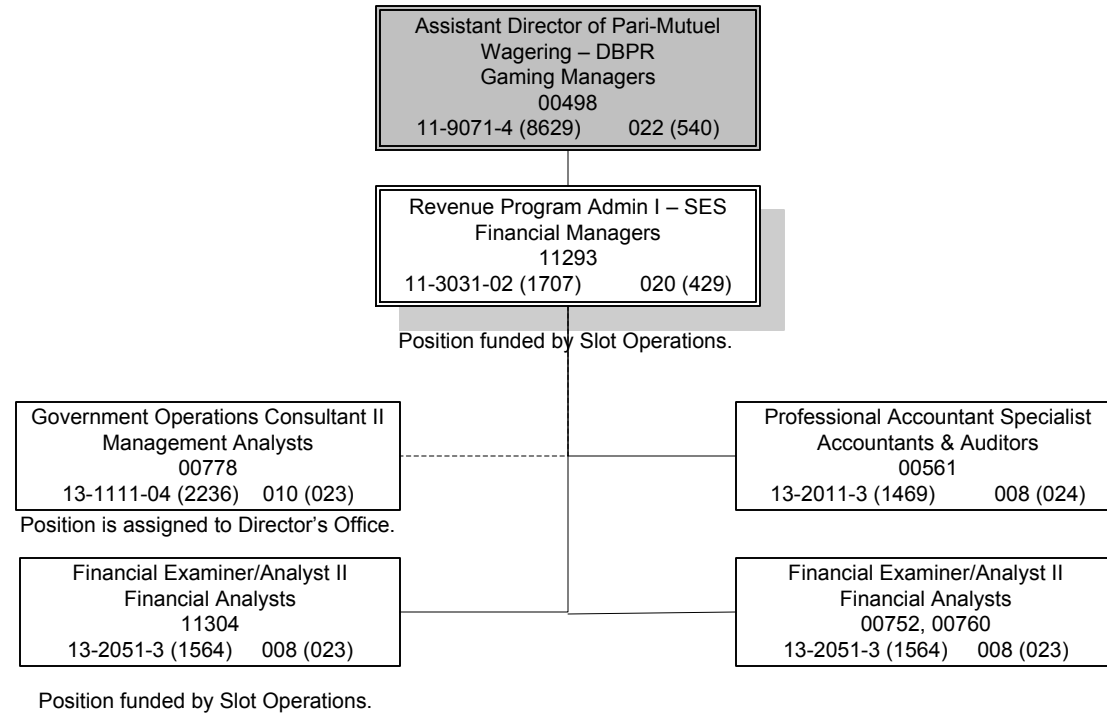 Assistant Director of Pari-Mutuel
Wagering – DBPR
Gaming Managers
00498
11-9071-4 (8629) 022 (540)
Revenue Program Admin I – SES
Financial Managers
11293
11-3031-02 (1707) 020 (429)
Position funded by Slot Operations.
Government Operations Consultant II
Management Analysts
00778
13-1111-04 (2236) 010 (023)
Position is assigned to Director's Office.
Professional Accountant Specialist
Accountants & Auditors
00561
13-2011-3 (1469) 008 (024)
Financial Examiner/Analyst II
Financial Analysts
11304
13-2051-3 (1564) 008 (023)
Position funded by Slot Operations.
Financial Examiner/Analyst II
Financial Analysts
00752, 00760
13-2051-3 (1564) 008 (023)